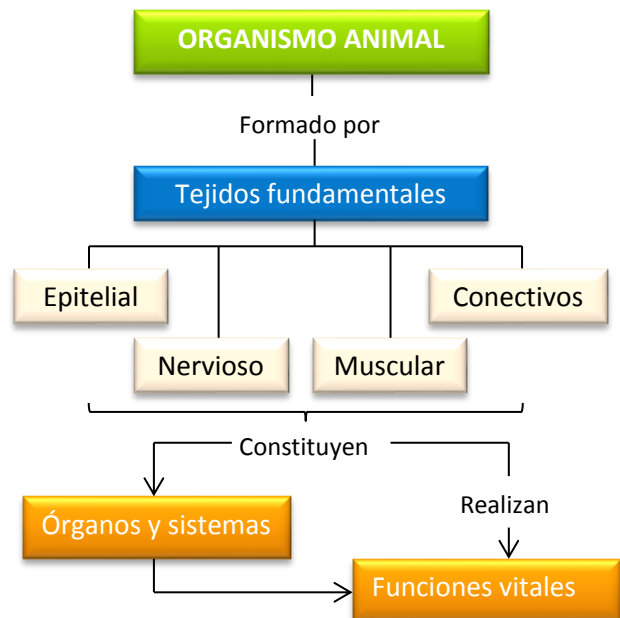 ORGANISMO ANIMAL
Formado por
Tejidos fundamentales
Epitelial
Conectivos
Nervioso
Muscular
Constituyen
Órganos y sistemas
Realizan
Funciones vitales